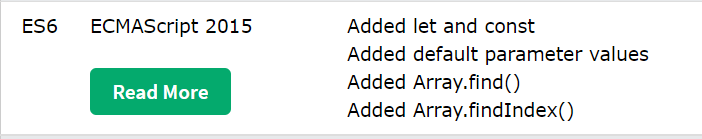 ES6 ECMAScript 2015 Added let and const
Added default parameter values
Read More Added Array.find()
Added Array.findIndex()